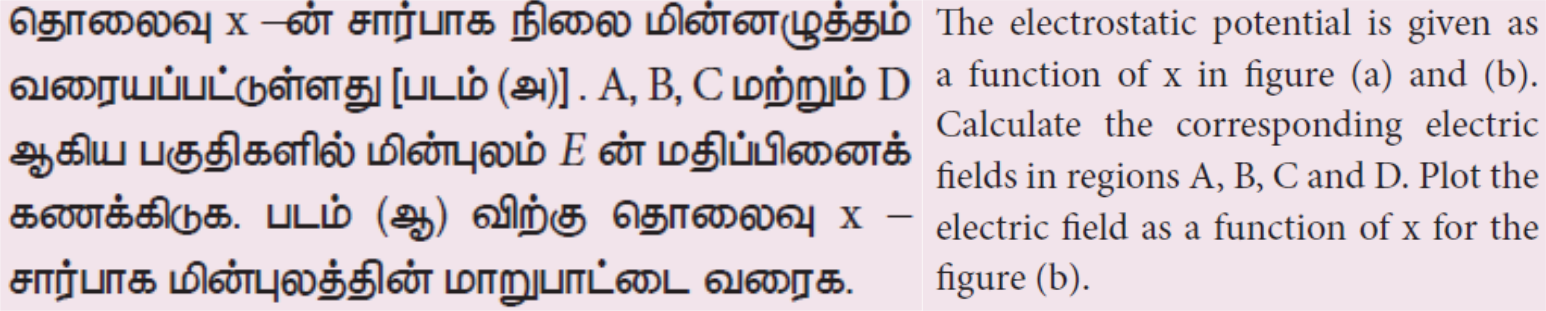 தொலைவு x –ன் சார்பாக நிலை மின்னழுத்தம்
வரையப்பட்டுள்ளது [படம் (அ)] . A, B, C மற்றும் D
ஆகிய பகுதிகளில் மின்புலம் E ன் மதிப்பினைக்
கணக்கிடுக. படம் (ஆ) விற்கு தொலைவு x –
சார்பாக மின்புலத்தின் மாறுபாட்டை வரைக.
The electrostatic potential is given as
a function of x in figure (a) and (b).
Calculate the corresponding electric
fields in regions A, B, C and D. Plot the
electric field as a function of x for the
figure (b).